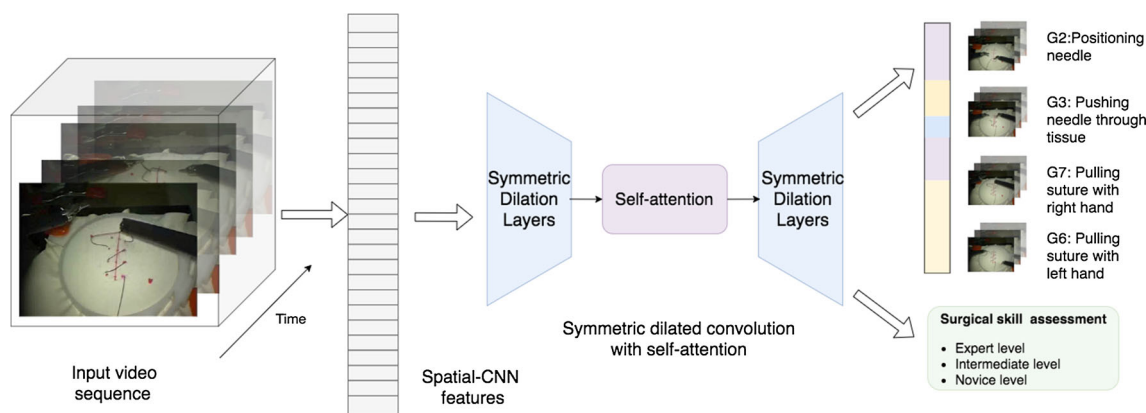 Input video
sequence
Time
Spatial-CNN
features
Symmetric
Dilation
Layers
Self-attention
Symmetric
Dilation
Layers
Symmetric dilated convolution
with self-attention
G2:Positioning
needle
G3: Pushing
needle through
tissue
G7: Pulling
suture with
right hand
G6: Pulling
suture with
left hand
Surgical skill assessment
• Expert level
• Intermediate level
• Novice level